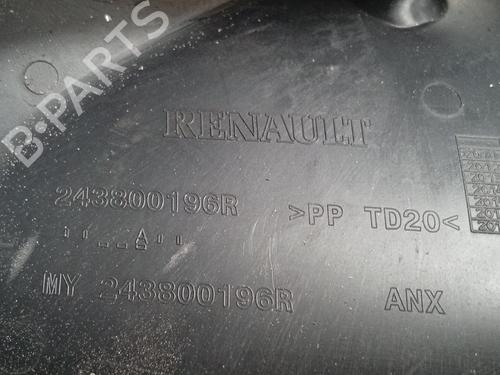 B-PARTS
RENAULT
243800196R >PP TD20<
MY 243800196R ANX